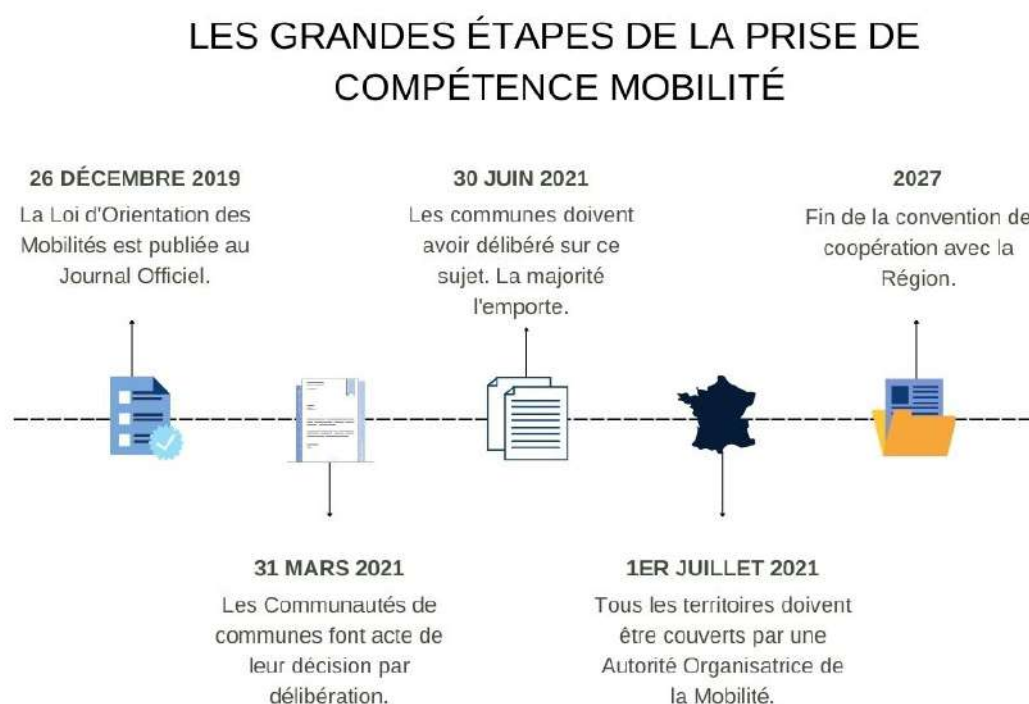 LES GRANDES ÉTAPES DE LA PRISE DE
COMPÉTENCE MOBILITÉ
26 DÉCEMBRE 2019
La Loi d'Orientation des
Mobilités est publiée au
Journal Officiel.
30 JUIN 2021
Les communes doivent
avoir délibéré sur ce
sujet. La majorité
l'emporte.
2027
Fin de la convention de
coopération avec la
Région.
31 MARS 2021
Les Communautés de
communes font acte de
leur décision par
délibération.
1ER JUILLET 2021
Tous les territoires doivent
être couverts par une
Autorité Organisatrice de
la Mobilité.